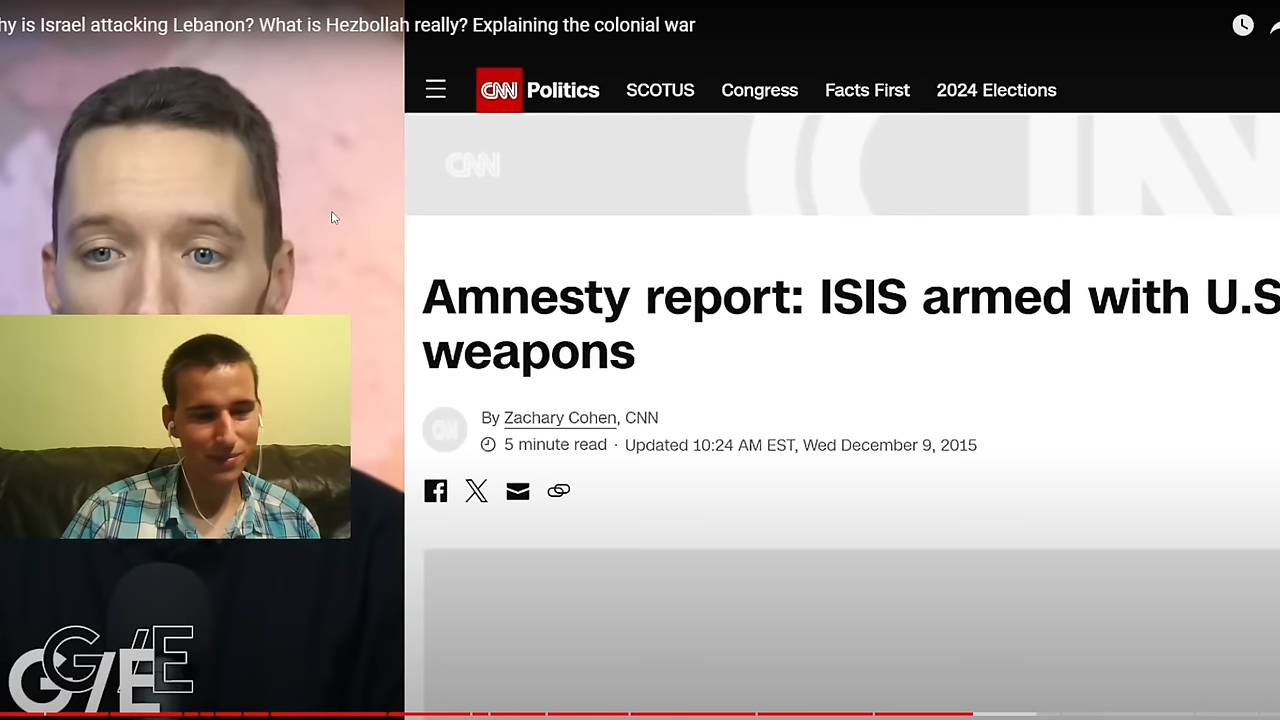 hy is Israel attacking Lebanon? What is Hezbollah really? Explaining the colonial war
CNN Politics SCOTUS Congress Facts First 2024 Elections
CNN
Amnesty report: ISIS armed with U.S
weapons
By Zachary Cohen, CNN
5 minute read · Updated 10:24 AM EST, Wed December 9, 2015
G/E
G/E